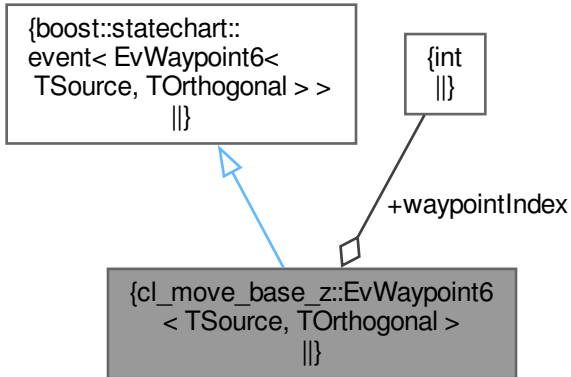 {boost::statechart::
event< EvWaypoint6<
TSource, TOrthogonal > >
||}
{int
||}
+waypointIndex
{cl_move_base_z::EvWaypoint6
< TSource, TOrthogonal >
||}